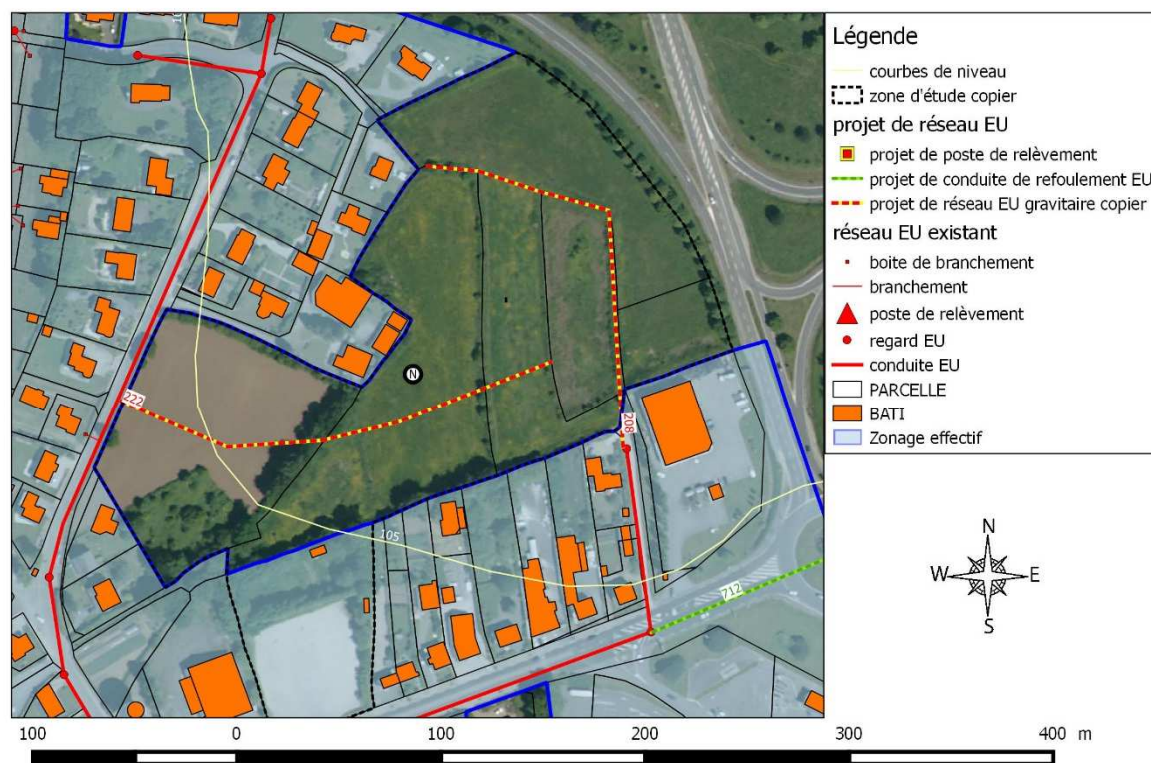 Légende
courbes de niveau
zone d'étude copier
projet de réseau EU
projet de poste de relèvement
projet de conduite de refoulement EU
projet de réseau EU gravitaire copier
réseau EU existant
boite de branchement
branchement
poste de relèvement
regard EU
conduite EU
PARCELLE
BATI
Zonage effectif
222
N
208
105
712
N
W E
S
100 0 100 200 300 400 m